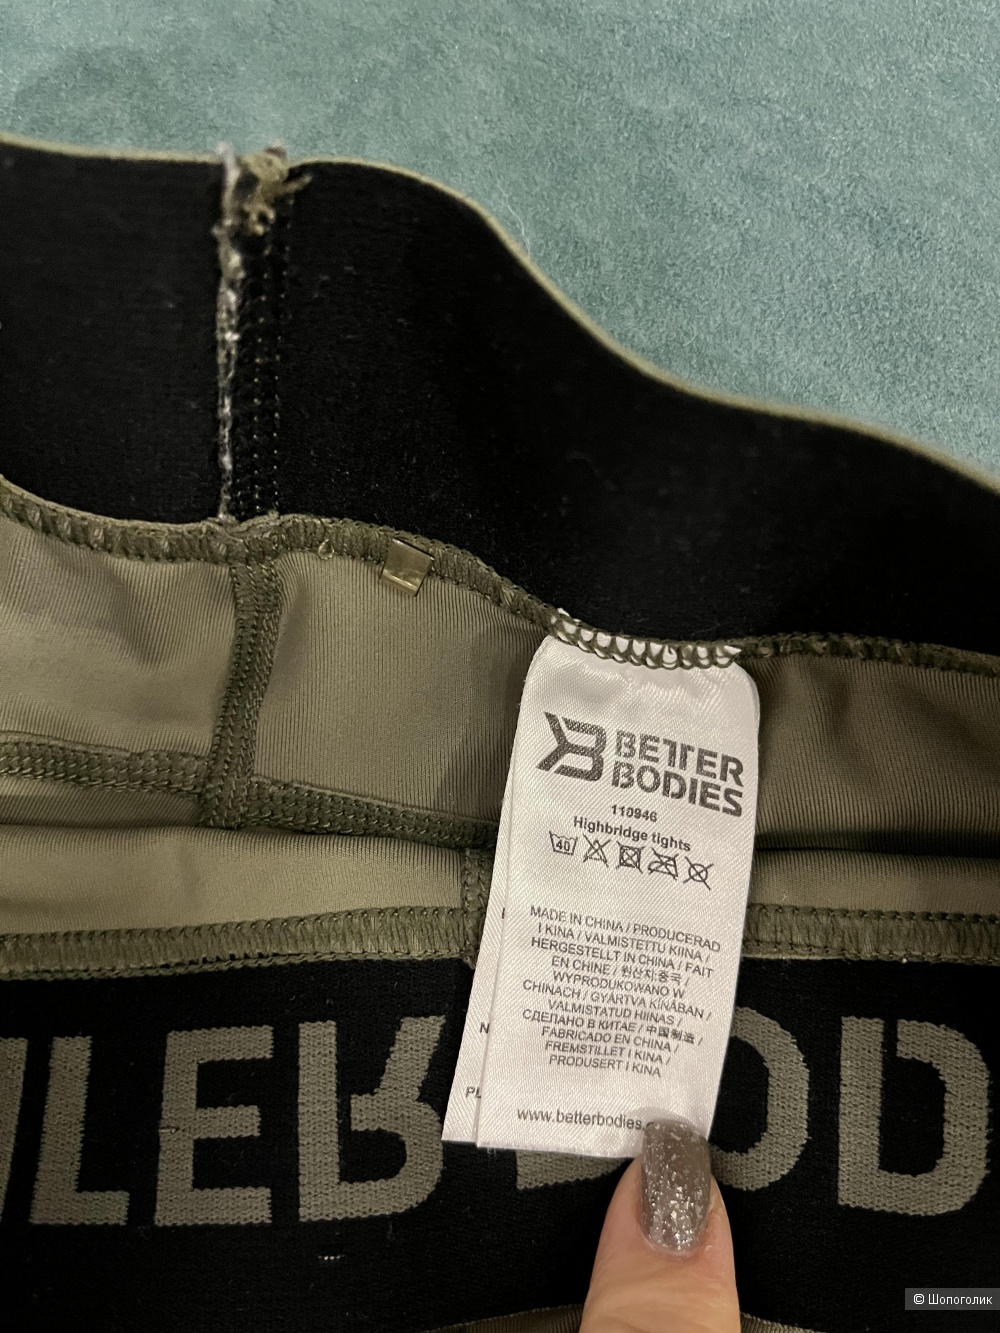 BETTER
BODIES
110946
Highbridge tights
40
MADE IN CHINA / PRODUCERAD
I KINA / VALMISTETTU KIINA /
HERGESTELLT IN CHINA / FAIT
EN CHINE / 원산지:중국 /
WYPRODUKOWANO W
CHINACH / GYÁRTVA KÍNÁBAN /
VALMISTATUD HIINAS /
СДЕЛАНО В КИТАЕ / 中国制造 /
FABRICADO EN CHINA /
FREMSTILLET I KINA /
PRODUSERT I KINA
www.betterbodies.
N
PL
© Шопоголик